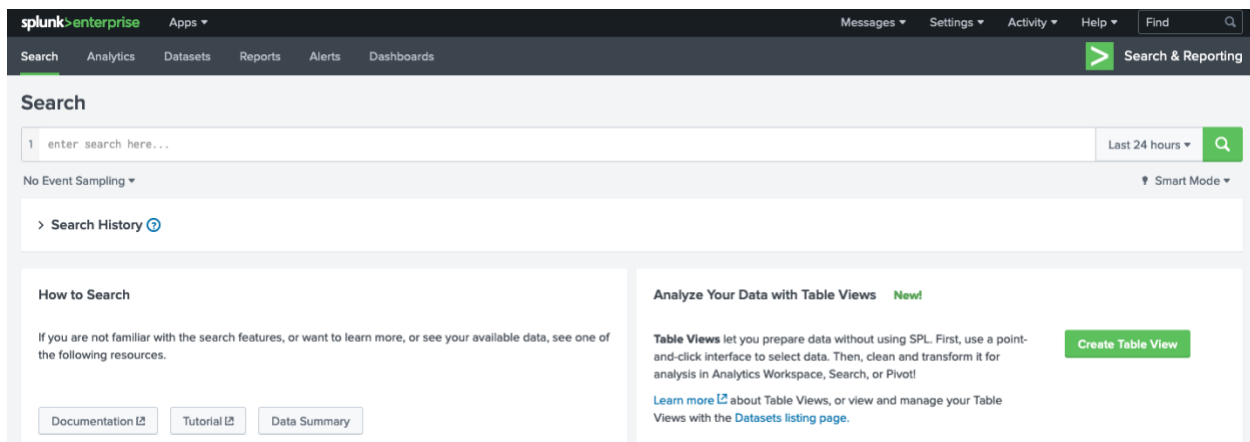 splunk>enterprise Apps Messages Settings Activity Help Find
Search Analytics Datasets Reports Alerts Dashboards > Search & Reporting
Search
1 enter search here... Last 24 hours
No Event Sampling Smart Mode
> Search History ?
How to Search
If you are not familiar with the search features, or want to learn more, or see your available data, see one of
the following resources.
Documentation Tutorial Data Summary
Analyze Your Data with Table Views New!
Table Views let you prepare data without using SPL. First, use a point-
and-click interface to select data. Then, clean and transform it for
analysis in Analytics Workspace, Search, or Pivot!
Create Table View
Learn more about Table Views, or view and manage your Table
Views with the Datasets listing page.